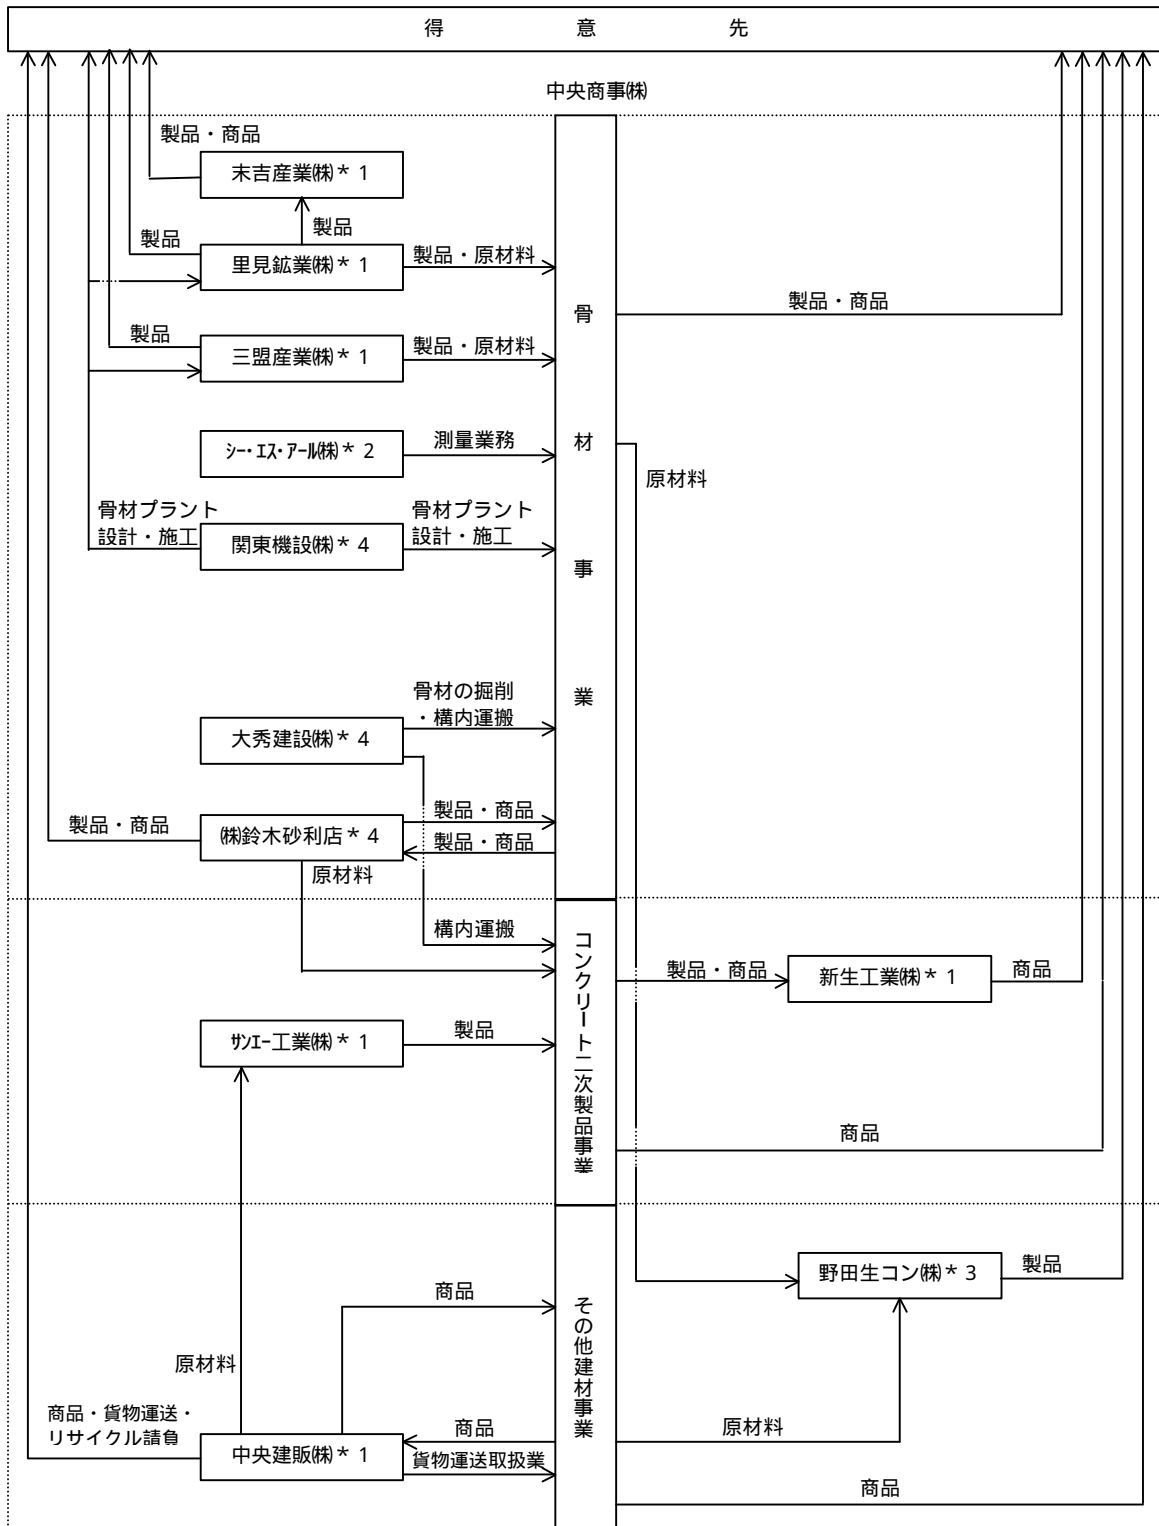 得意先
中央商事㈱
製品・商品
末吉産業㈱＊1
製品
製品
里見鉱業㈱＊1
製品・原材料
骨材事業
製品・商品
製品
三盟産業㈱＊1
製品・原材料
ｼｰ･ｴｽ･ｱｰﾙ㈱＊2
測量業務
原材料
骨材プラント
設計・施工
関東機設㈱＊4
骨材プラント
設計・施工
骨材の掘削
・構内運搬
大秀建設㈱＊4
製品・商品
㈱鈴木砂利店＊4
製品・商品
製品・商品
原材料
構内運搬
コンクリート二次製品事業
製品・商品
新生工業㈱＊1
商品
ｻﾝｴｰ工業㈱＊1
製品
商品
野田生コン㈱＊3
製品
商品
その他建材事業
原材料
商品・貨物運送・
リサイクル請負
中央建販㈱＊1
商品
貨物運送取扱業
原材料
商品